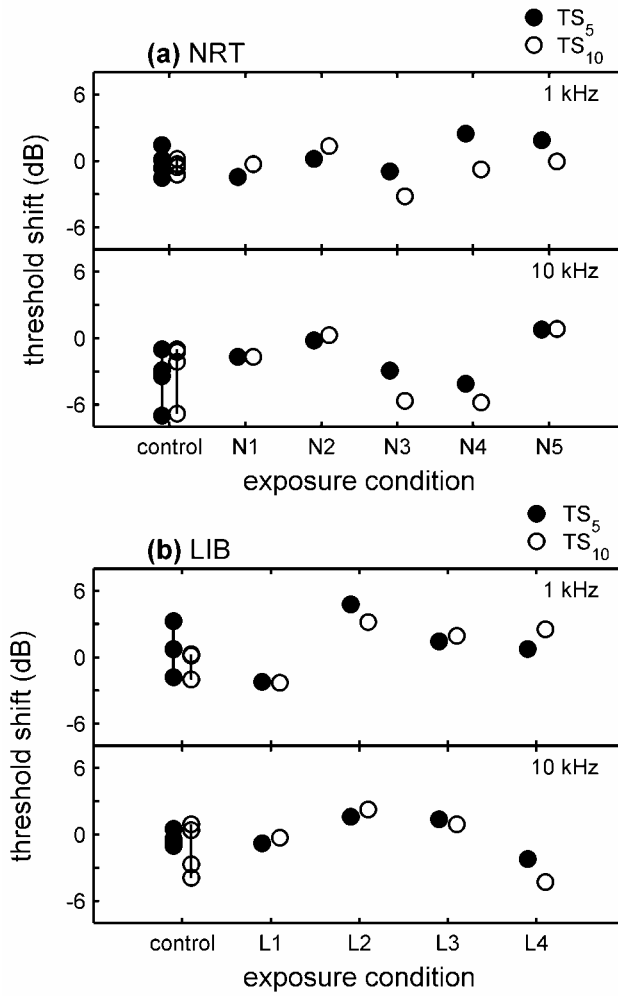 TS5
TS10
(a) NRT
1 kHz
6
0
-6
10 kHz
6
0
-6
threshold shift (dB)
control N1 N2 N3 N4 N5
exposure condition
TS5
TS10
(b) LIB
1 kHz
6
0
-6
10 kHz
6
0
-6
threshold shift (dB)
control L1 L2 L3 L4
exposure condition